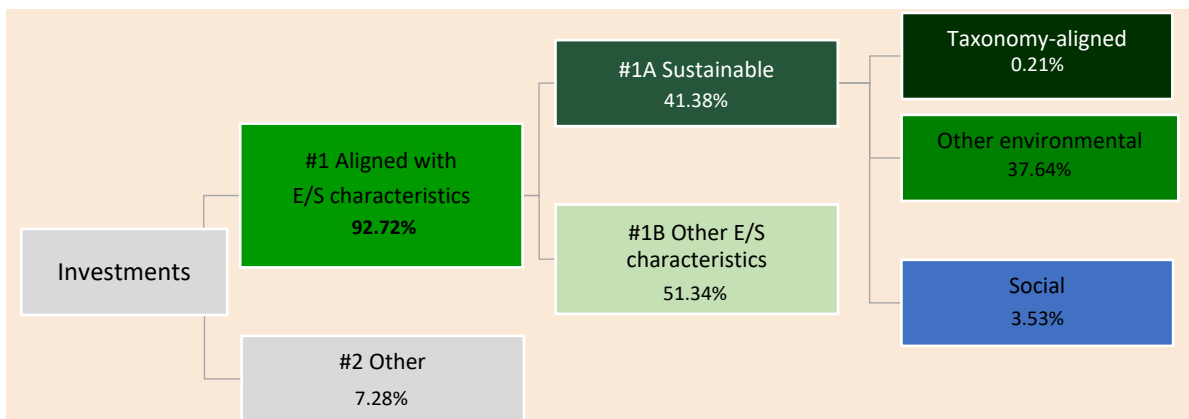 Investments
#1 Aligned with
E/S characteristics
92.72%
#2 Other
7.28%
#1A Sustainable
41.38%
#1B Other E/S
characteristics
51.34%
Taxonomy-aligned
0.21%
Other environmental
37.64%
Social
3.53%